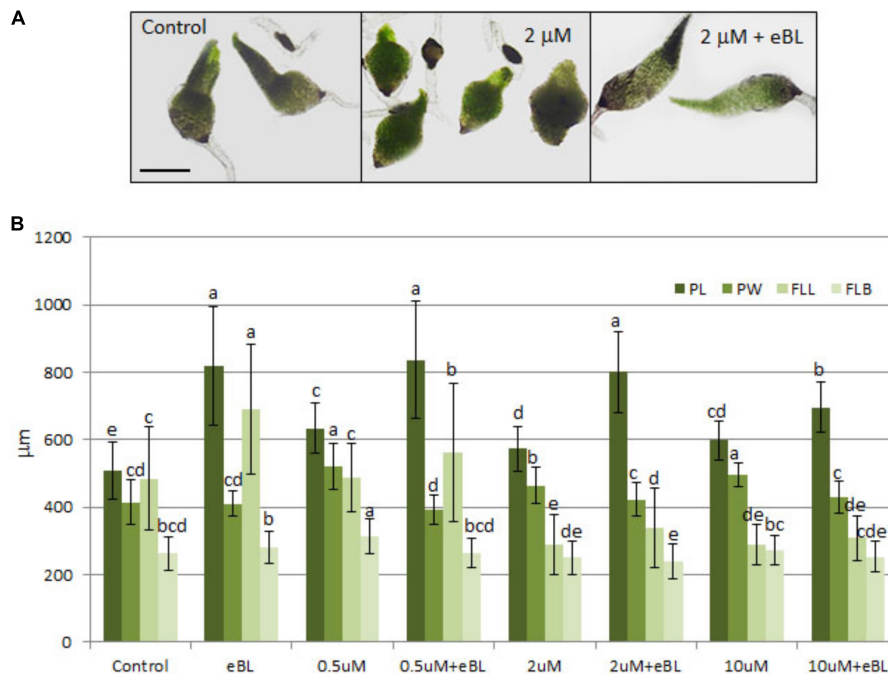 A
Control
2 μM
2 μM + eBL
B
1200
1000
800
600
400
200
0
μm
PL PW FLL FLB
e cd c bcd
a cd a b
c a c a
a d b bcd
d b e de
a c d e
cd a de bc
b c de cde
Control eBL 0.5uM 0.5uM+eBL 2uM 2uM+eBL 10uM 10uM+eBL